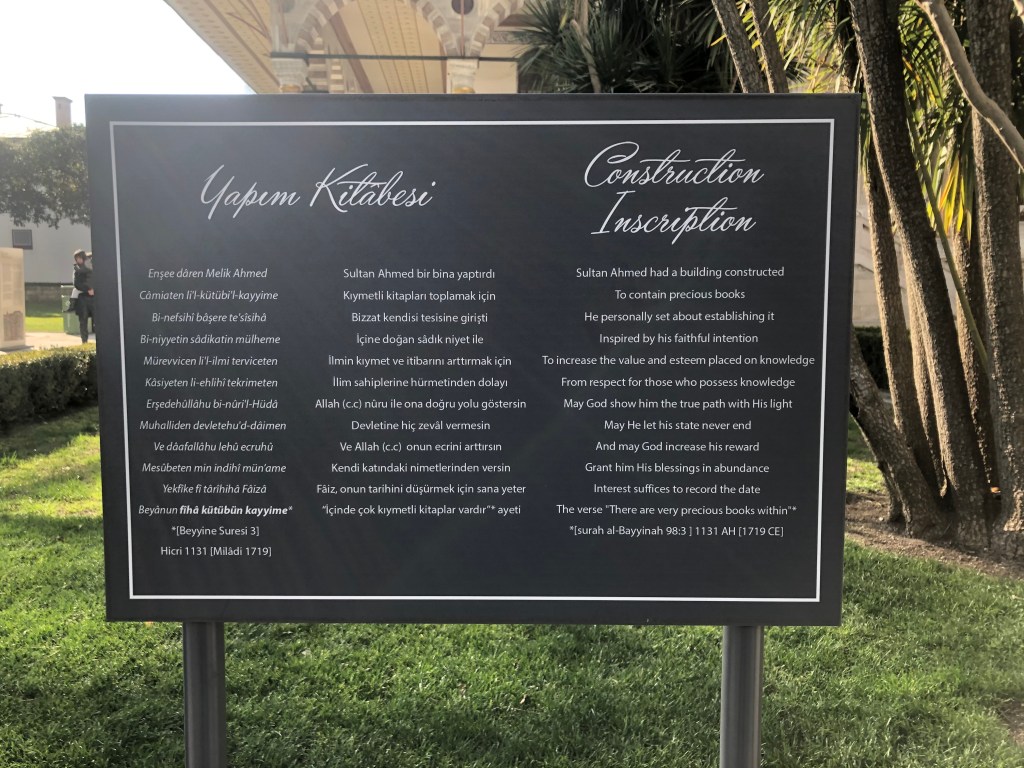 Yapım Kitâbesi
Enşee dâren Melik Ahmed
Câmiaten li'l-kütübi'l-kayyime
Bi-nefsihî bâşere te'sîsihâ
Bi-niyyetin sâdikatin mülheme
Mürevvicen li'l-ilmi terviceten
Kâsiyeten li-ehlihî tekrimeten
Erşedehûllâhu bi-nûri'l-Hüdâ
Muhalliden devletehu'd-dâimen
Ve dâafallâhu lehû ecruhû
Mesûbeten min indihî mün'ame
Yekfike fî târîhihâ Fâizâ
Beyânun fîhâ kütübün kayyime*
*[Beyyine Suresi 3]
Hicri 1131 [Milâdi 1719]
Sultan Ahmed bir bina yaptırdı
Kıymetli kitapları toplamak için
Bizzat kendisi tesisine girişti
İçine doğan sâdık niyet ile
İlmin kıymet ve itibarını arttırmak için
İlim sahiplerine hürmetinden dolayı
Allah (c.c) nûru ile ona doğru yolu göstersin
Devletine hiç zevâl vermesin
Ve Allah (c.c) onun ecrini arttırsın
Kendi katındaki nimetlerinden versin
Fâiz, onun tarihini düşürmek için sana yeter
“İçinde çok kıymetli kitaplar vardır”* ayeti
Construction
Inscription
Sultan Ahmed had a building constructed
To contain precious books
He personally set about establishing it
Inspired by his faithful intention
To increase the value and esteem placed on knowledge
From respect for those who possess knowledge
May God show him the true path with His light
May He let his state never end
And may God increase his reward
Grant him His blessings in abundance
Interest suffices to record the date
The verse "There are very precious books within"*
*[surah al-Bayyinah 98:3 ] 1131 AH [1719 CE]